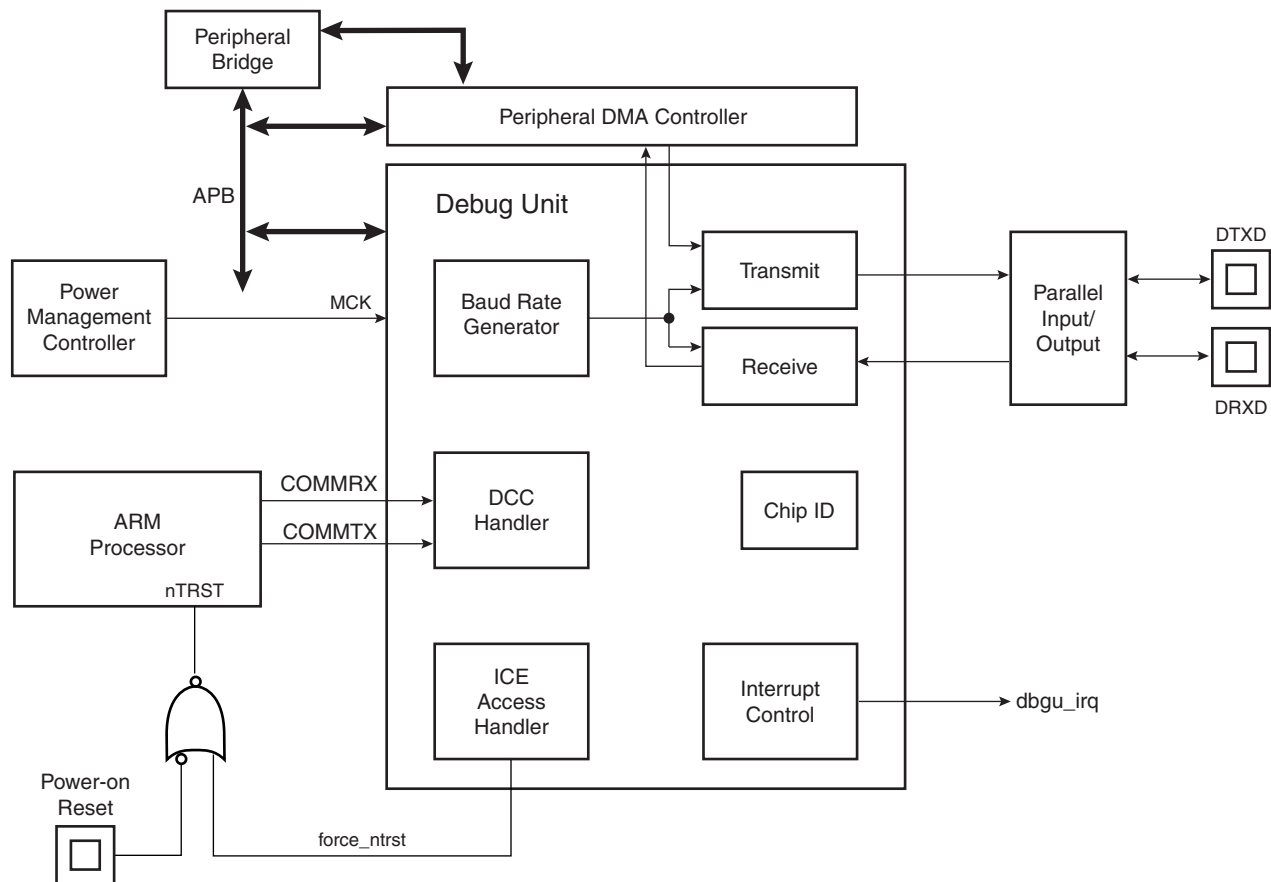 Peripheral
Bridge
Peripheral DMA Controller
APB
Debug Unit
DTXD
Power
Management
Controller
MCK
Baud Rate
Generator
Transmit
Parallel
Input/
Output
Receive
DRXD
ARM
Processor
nTRST
COMMRX
COMMTX
DCC
Handler
Chip ID
ICE
Access
Handler
Interrupt
Control
dbgu_irq
Power-on
Reset
force_ntrst